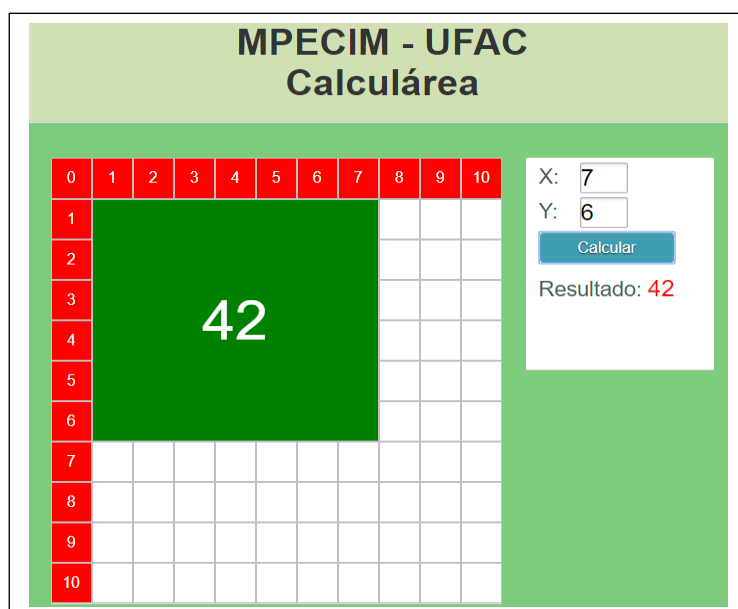 MPECIM - UFAC
Calculárea
0 1 2 3 4 5 6 7 8 9 10
1
2
3
4
5
6
7
8
9
10
42
X: 7
Y: 6
Calcular
Resultado: 42